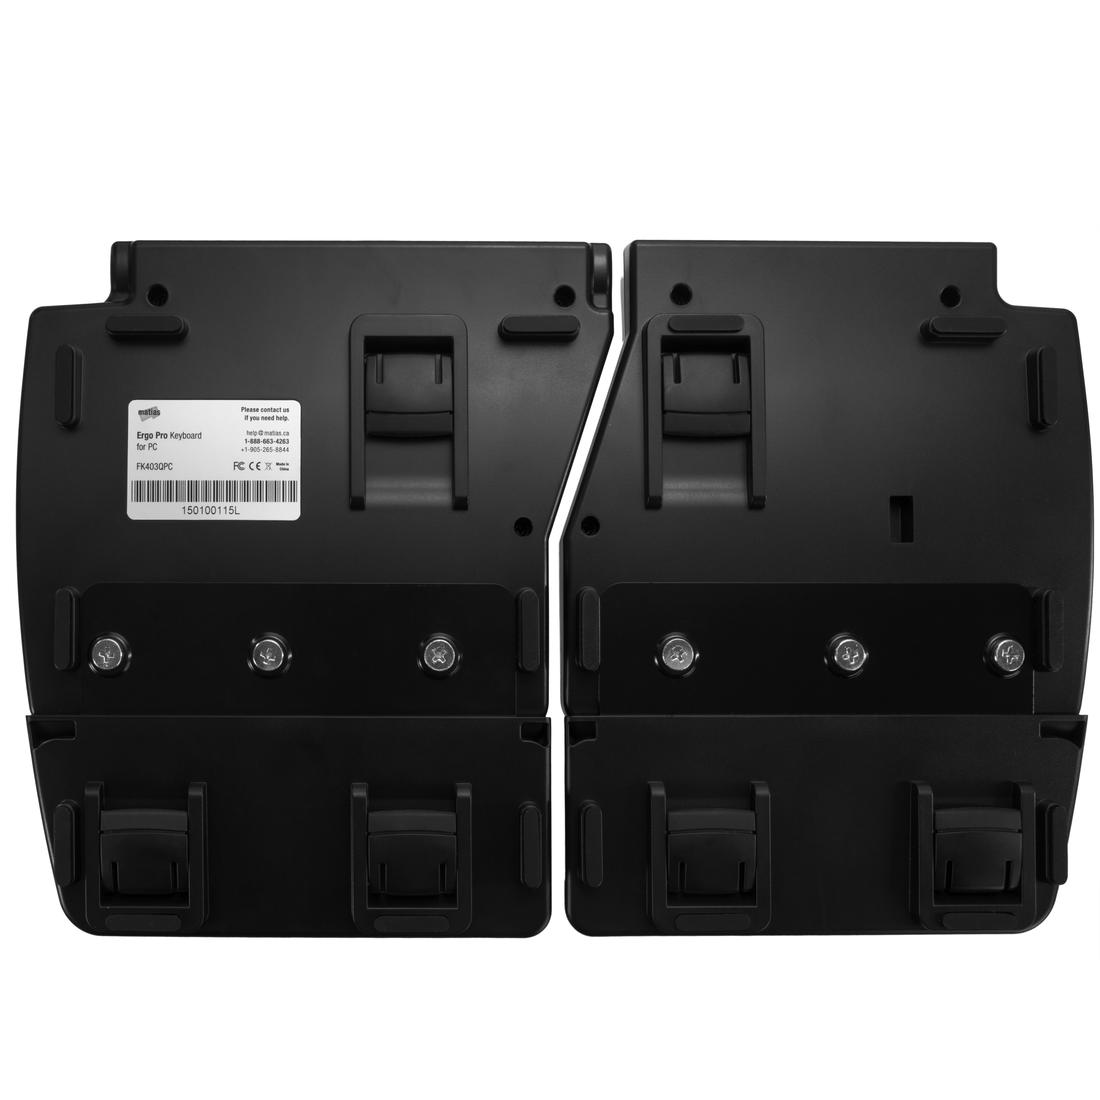 matias
Please contact us
if you need help.
Ergo Pro Keyboard
for PC
help@matias.ca
1-888-663-4263
+1-905-265-8844
FK403QPC
FC CE Made in
China
150100115L